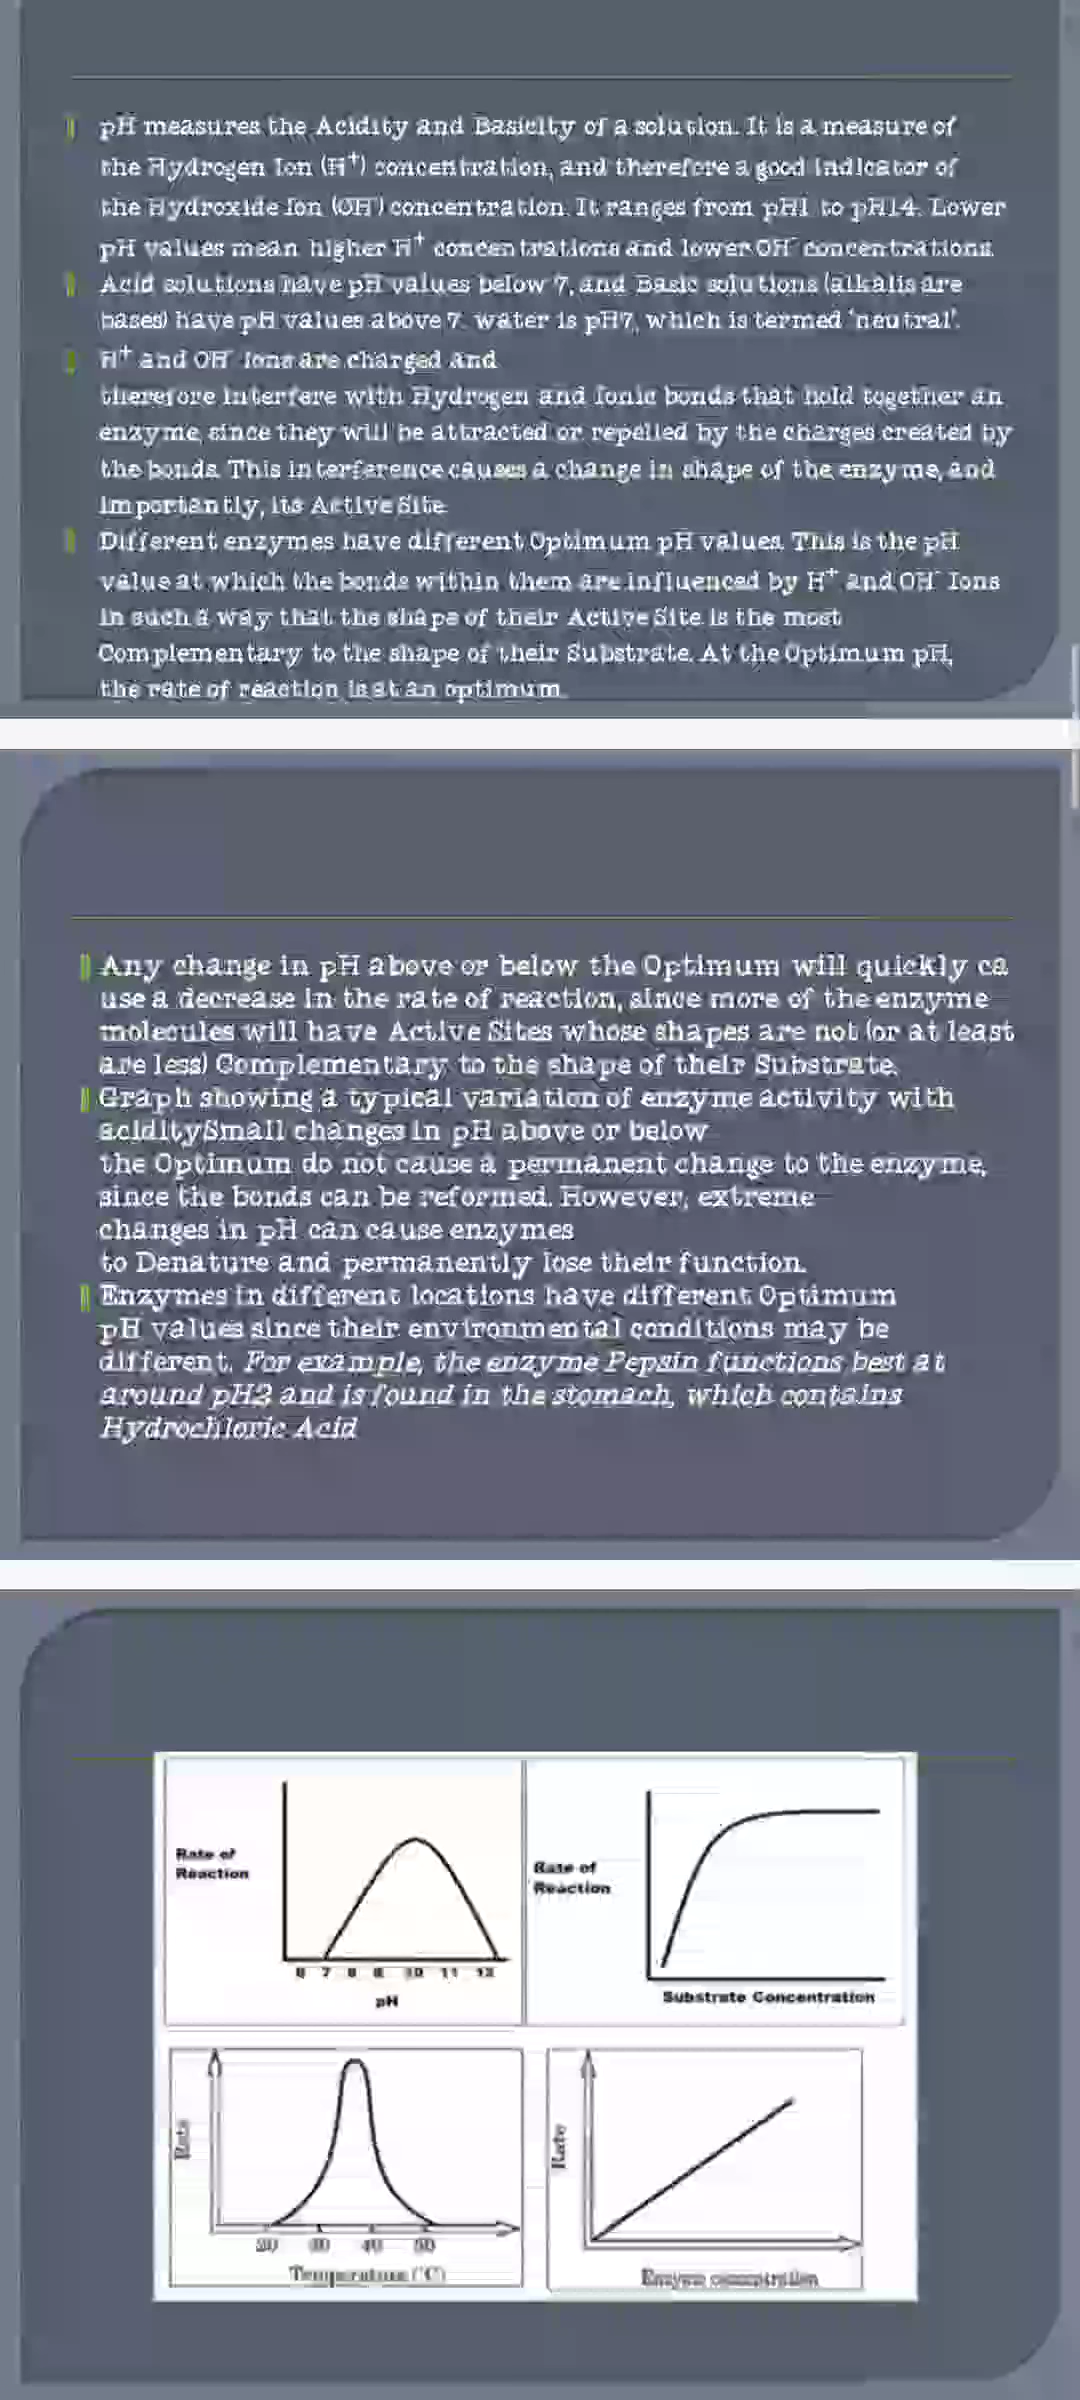 pH measures the Acidity and Basicity of a solution. It is a measure of
the Hydrogen Ion (H⁺) concentration, and therefore a good indicator of
the Hydroxide Ion (OH⁻) concentration. It ranges from pH1 to pH14. Lower
pH values mean higher H⁺ concentrations and lower OH⁻ concentrations.
Acid solutions have pH values below 7, and Basic solutions (alkalis are
bases) have pH values above 7. water is pH7, which is termed 'neutral'.
H⁺ and OH⁻ Ions are charged and
therefore interfere with Hydrogen and Ionic bonds that hold together an
enzyme, since they will be attracted or repelled by the charges created by
the bonds. This interference causes a change in shape of the enzyme, and
importantly, its Active Site.
Different enzymes have different Optimum pH values. This is the pH
value at which the bonds within them are influenced by H⁺ and OH⁻ Ions
in such a way that the shape of their Active Site is the most
Complementary to the shape of their Substrate. At the Optimum pH,
the rate of reaction is at an optimum.
Any change in pH above or below the Optimum will quickly ca
use a decrease in the rate of reaction, since more of the enzyme
molecules will have Active Sites whose shapes are not (or at least
are less) Complementary to the shape of their Substrate.
Graph showing a typical variation of enzyme activity with
aciditySmall changes in pH above or below
the Optimum do not cause a permanent change to the enzyme,
since the bonds can be reformed. However, extreme
changes in pH can cause enzymes
to Denature and permanently lose their function.
Enzymes in different locations have different Optimum
pH values since their environmental conditions may be
different. For example, the enzyme Pepsin functions best at
around pH2 and is found in the stomach, which contains
Hydrochloric Acid
Rate of
Reaction
6 7 8 9 10 11 12
pH
Rate of
Reaction
Substrate Concentration
Rate
20 30 40 50
Temperature (°C)
Rate
Enzyme concentration